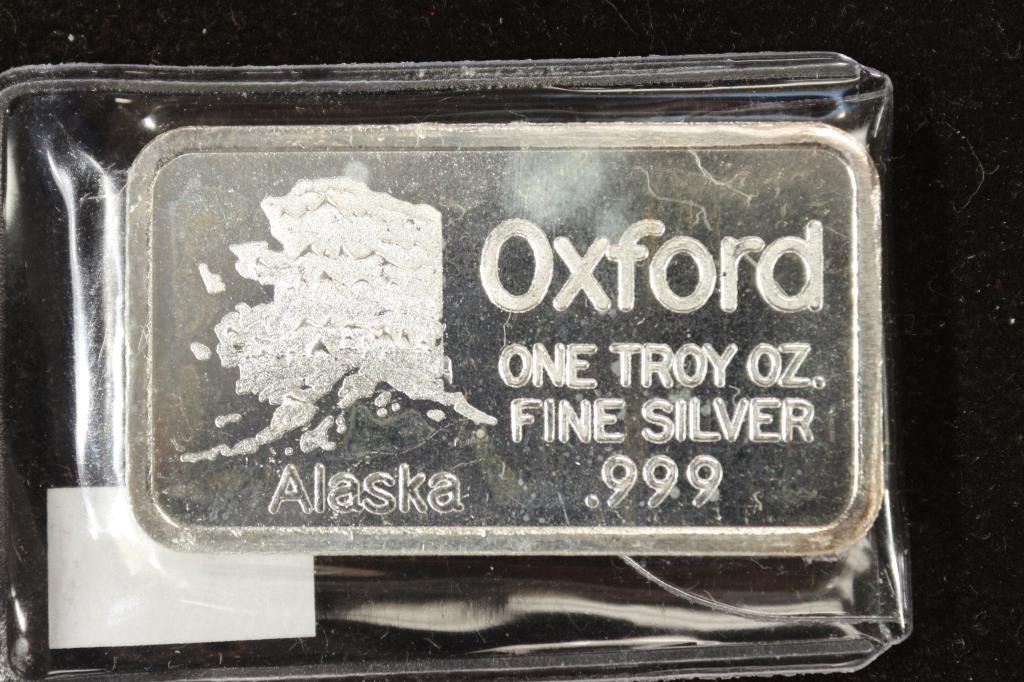 Oxford
ONE TROY OZ.
FINE SILVER
.999
Alaska